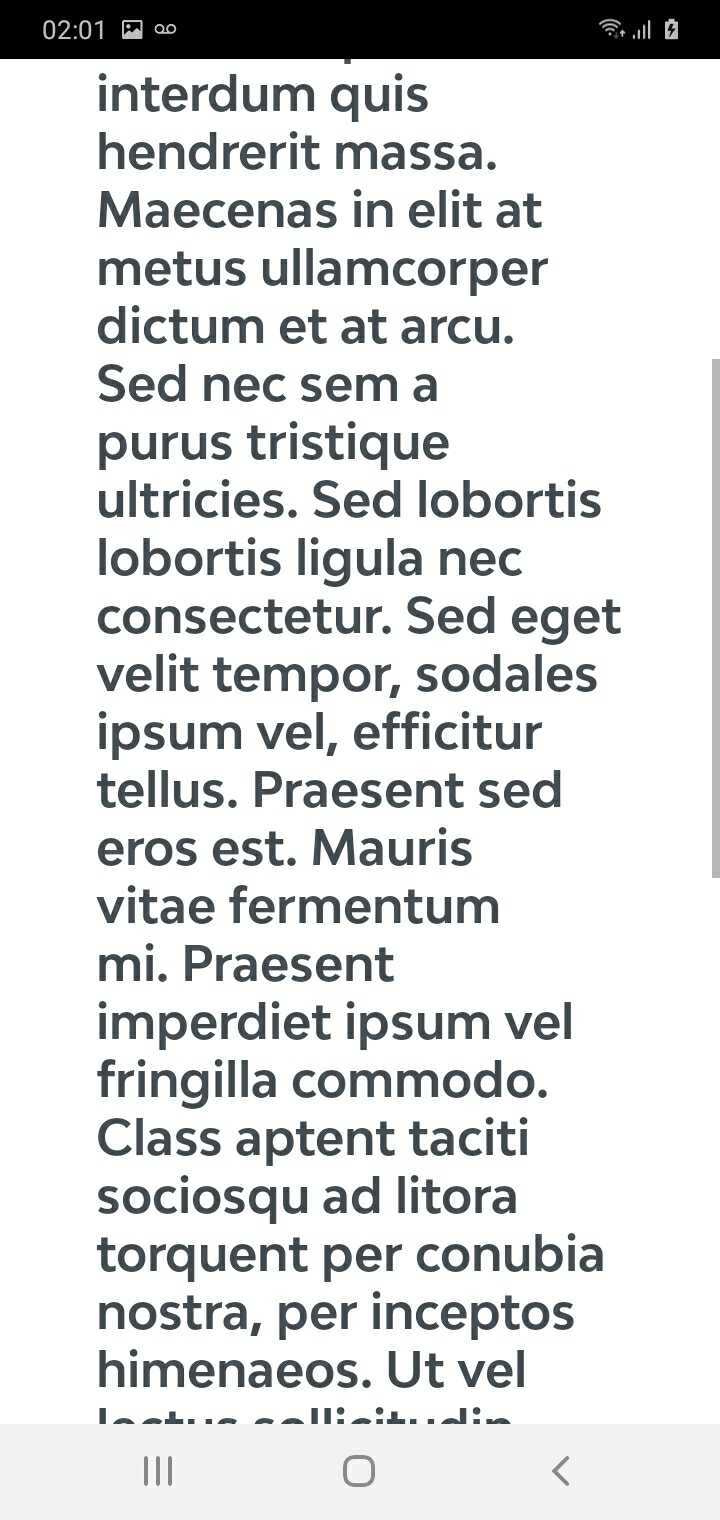 02:01
interdum quis
hendrerit massa.
Maecenas in elit at
metus ullamcorper
dictum et at arcu.
Sed nec sem a
purus tristique
ultricies. Sed lobortis
lobortis ligula nec
consectetur. Sed eget
velit tempor, sodales
ipsum vel, efficitur
tellus. Praesent sed
eros est. Mauris
vitae fermentum
mi. Praesent
imperdiet ipsum vel
fringilla commodo.
Class aptent taciti
sociosqu ad litora
torquent per conubia
nostra, per inceptos
himenaeos. Ut vel
lectus sollicitudin